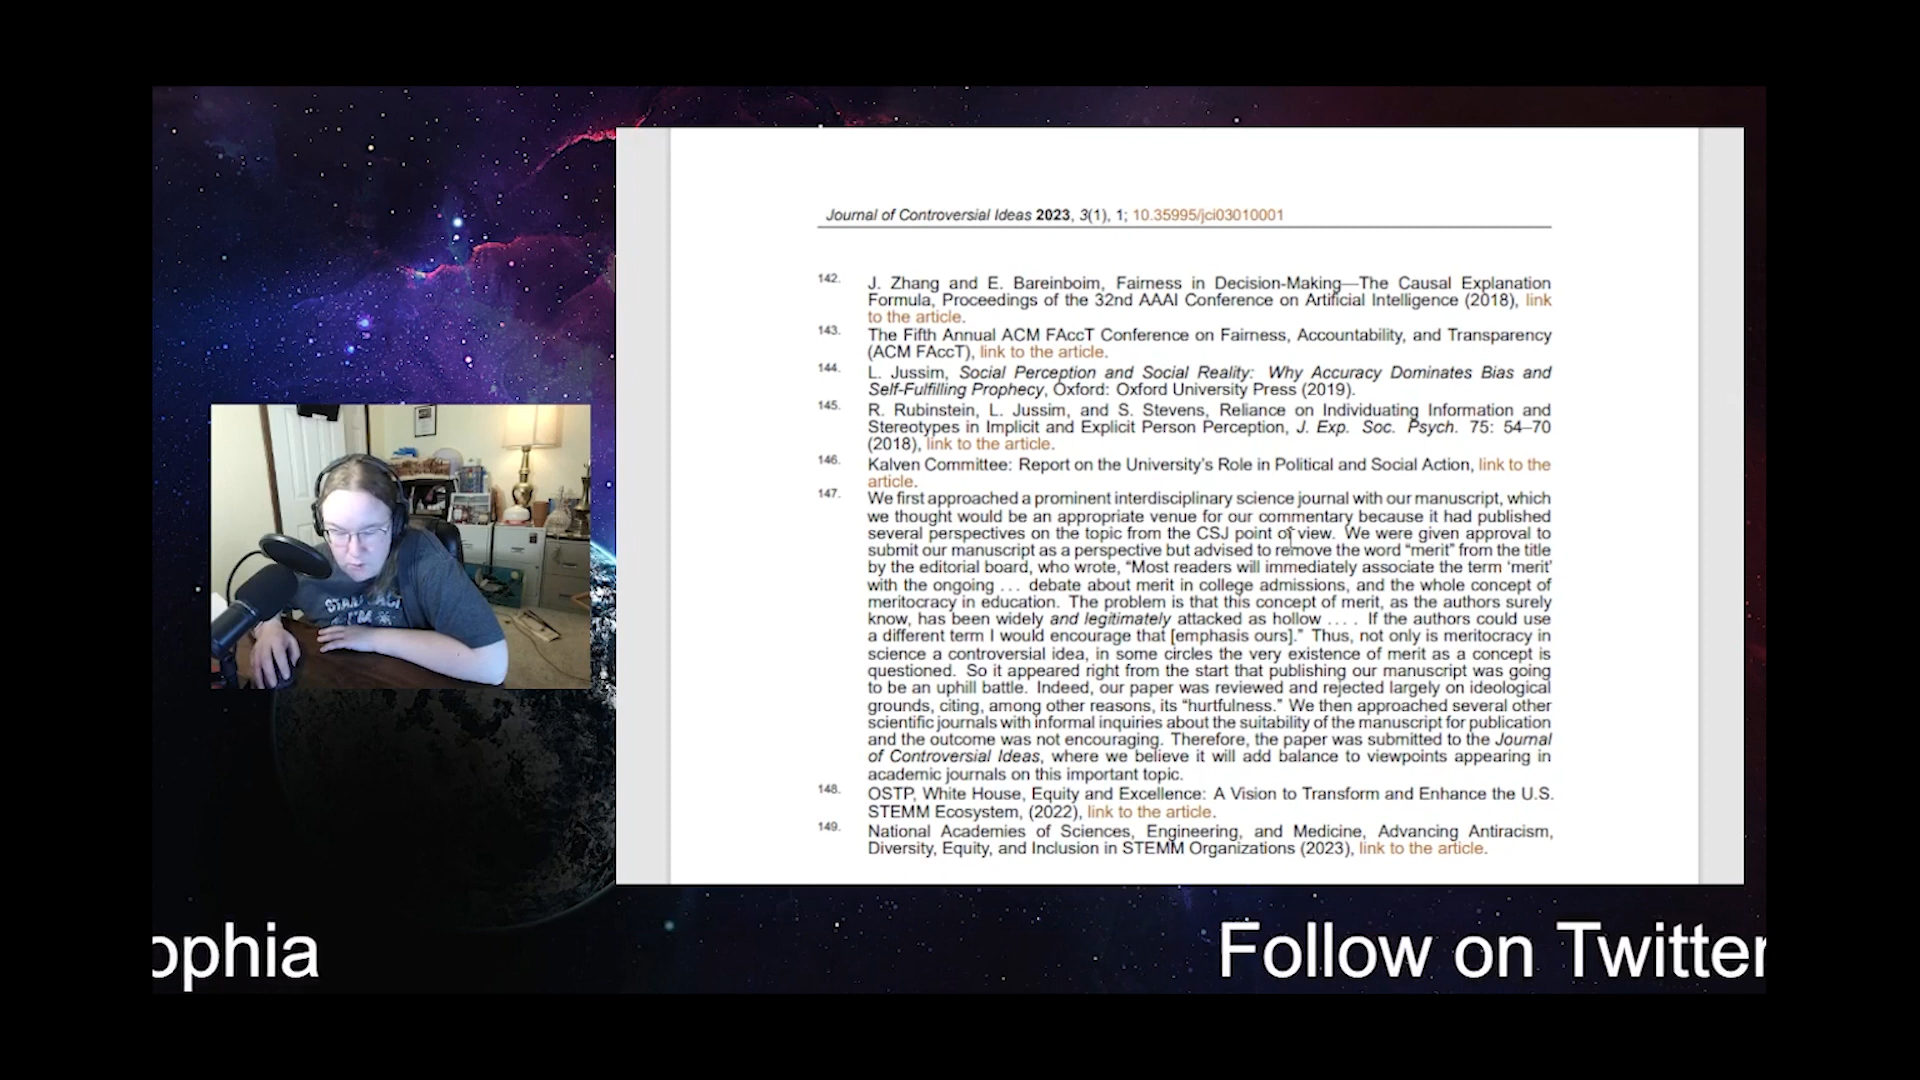 Journal of Controversial Ideas 2023, 3(1), 1; 10.35995/jci03010001
142. J. Zhang and E. Bareinboim, Fairness in Decision-Making—The Causal Explanation
Formula, Proceedings of the 32nd AAAI Conference on Artificial Intelligence (2018), link
to the article.
143. The Fifth Annual ACM FAccT Conference on Fairness, Accountability, and Transparency
(ACM FAccT), link to the article.
144. L. Jussim, Social Perception and Social Reality: Why Accuracy Dominates Bias and
Self-Fulfilling Prophecy, Oxford: Oxford University Press (2019).
145. R. Rubinstein, L. Jussim, and S. Stevens, Reliance on Individuating Information and
Stereotypes in Implicit and Explicit Person Perception, J. Exp. Soc. Psych. 75: 54–70
(2018), link to the article.
146. Kalven Committee: Report on the University's Role in Political and Social Action, link to the
article.
147. We first approached a prominent interdisciplinary science journal with our manuscript, which
we thought would be an appropriate venue for our commentary because it had published
several perspectives on the topic from the CSJ point of view. We were given approval to
submit our manuscript as a perspective but advised to remove the word “merit” from the title
by the editorial board, who wrote, “Most readers will immediately associate the term ‘merit’
with the ongoing ... debate about merit in college admissions, and the whole concept of
meritocracy in education. The problem is that this concept of merit, as the authors surely
know, has been widely and legitimately attacked as hollow .... If the authors could use
a different term I would encourage that [emphasis ours].” Thus, not only is meritocracy in
science a controversial idea, in some circles the very existence of merit as a concept is
questioned. So it appeared right from the start that publishing our manuscript was going
to be an uphill battle. Indeed, our paper was reviewed and rejected largely on ideological
grounds, citing, among other reasons, its “hurtfulness.” We then approached several other
scientific journals with informal inquiries about the suitability of the manuscript for publication
and the outcome was not encouraging. Therefore, the paper was submitted to the Journal
of Controversial Ideas, where we believe it will add balance to viewpoints appearing in
academic journals on this important topic.
148. OSTP, White House, Equity and Excellence: A Vision to Transform and Enhance the U.S.
STEMM Ecosystem, (2022), link to the article.
149. National Academies of Sciences, Engineering, and Medicine, Advancing Antiracism,
Diversity, Equity, and Inclusion in STEMM Organizations (2023), link to the article.
I'M
ophia
Follow on Twitter